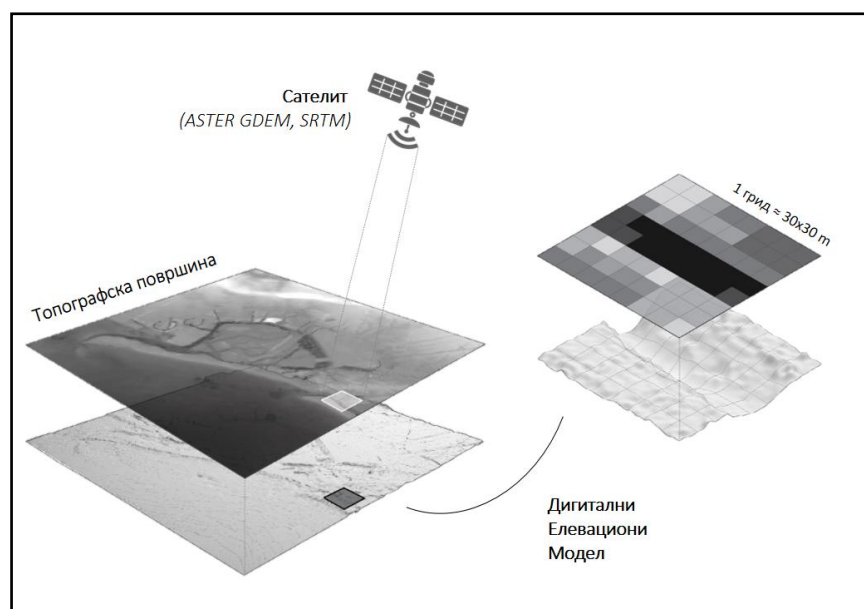 Сателит
(ASTER GDEM, SRTM)
1 грид ≈ 30x30 m
Топографска површина
Дигитални
Елевациони
Модел